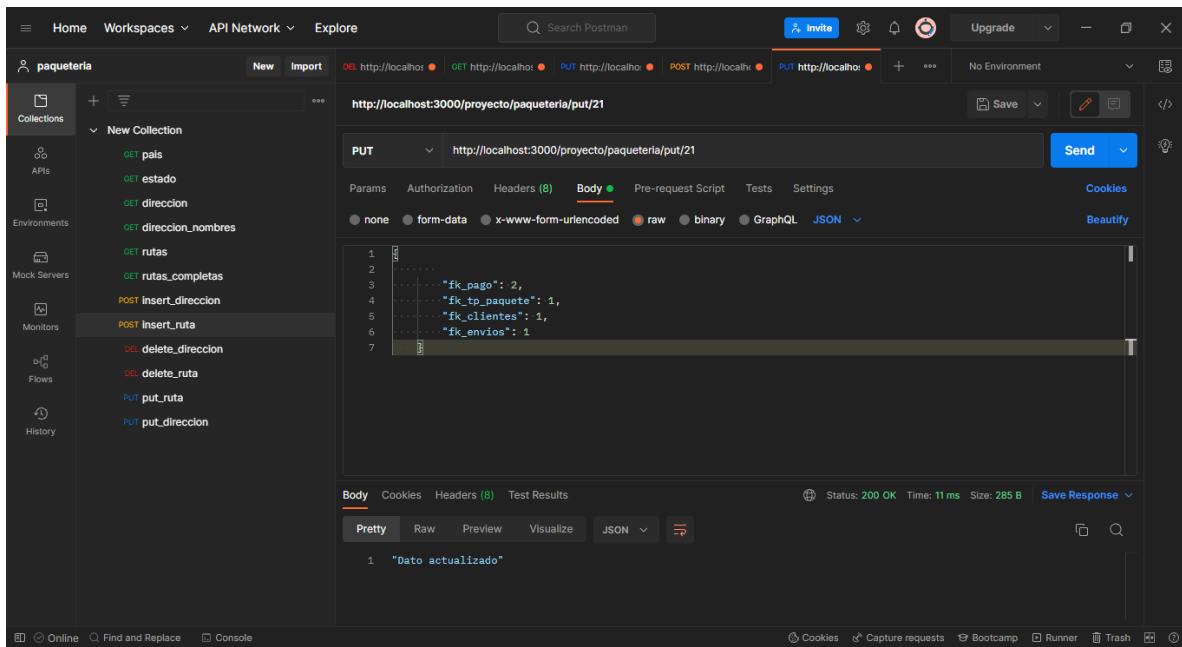 Home Workspaces API Network Explore Search Postman Invite Upgrade
paqueteria New Import DEL http://localhos GET http://localhos PUT http://localhos POST http://localho PUT http://localhos No Environment
Collections
APIs
Environments
Mock Servers
Monitors
Flows
History
New Collection
GET pais
GET estado
GET direccion
GET direccion_nombres
GET rutas
GET rutas_completas
POST insert_direccion
POST insert_ruta
DEL delete_direccion
DEL delete_ruta
PUT put_ruta
PUT put_direccion
http://localhost:3000/proyecto/paqueteria/put/21 Save
PUT http://localhost:3000/proyecto/paqueteria/put/21 Send
Params Authorization Headers (8) Body Pre-request Script Tests Settings Cookies
none form-data x-www-form-urlencoded raw binary GraphQL JSON Beautify
1 {
2
3 "fk_pago": 2,
4 "fk_tp_paquete": 1,
5 "fk_clientes": 1,
6 "fk_envios": 1
7 }
Body Cookies Headers (8) Test Results Status: 200 OK Time: 11 ms Size: 285 B Save Response
Pretty Raw Preview Visualize JSON
1 "Dato actualizado"
Online Find and Replace Console Cookies Capture requests Bootcamp Runner Trash